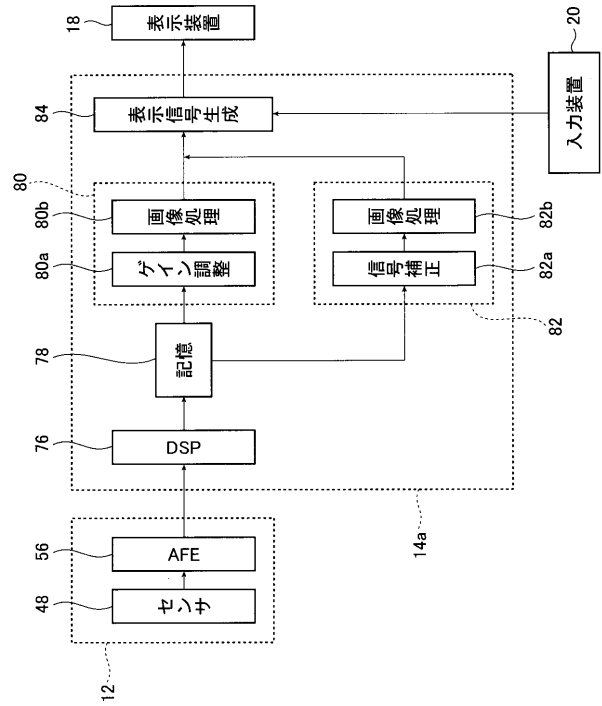 18
表示装置
84
表示信号生成
20
入力装置
80
80b
画像処理
80a
ゲイン調整
82b
画像処理
82a
信号補正
82
78
記憶
76
DSP
14a
56
AFE
48
センサ
12